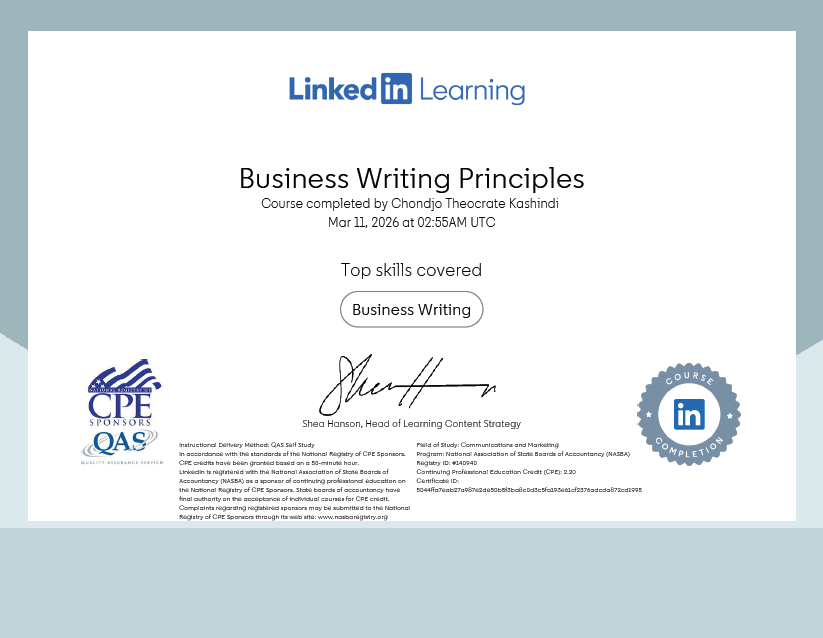 Linkedin Learning
Business Writing Principles
Course completed by Chondjo Theocrate Kashindi
Mar 11, 2026 at 02:55AM UTC
Top skills covered
Business Writing
NATIONAL REGISTRY OF
CPE
SPONSORS
QAS
QUALITY ASSURANCE SERVICE
Shea Hanson, Head of Learning Content Strategy
COURSE
in
COMPLETION
Instructional Delivery Method: QAS Self Study
In accordance with the standards of the National Registry of CPE Sponsors,
CPE credits have been granted based on a 50-minute hour.
LinkedIn is registered with the National Association of State Boards of
Accountancy (NASBA) as a sponsor of continuing professional education on
the National Registry of CPE Sponsors. State boards of accountancy have
final authority on the acceptance of individual courses for CPE credit.
Complaints regarding registered sponsors may be submitted to the National
Registry of CPE Sponsors through its web site: www.nasbaregistry.org
Field of Study: Communications and Marketing
Program: National Association of State Boards of Accountancy (NASBA)
Registry ID: #140940
Continuing Professional Education Credit (CPE): 2.20
Certificate ID: